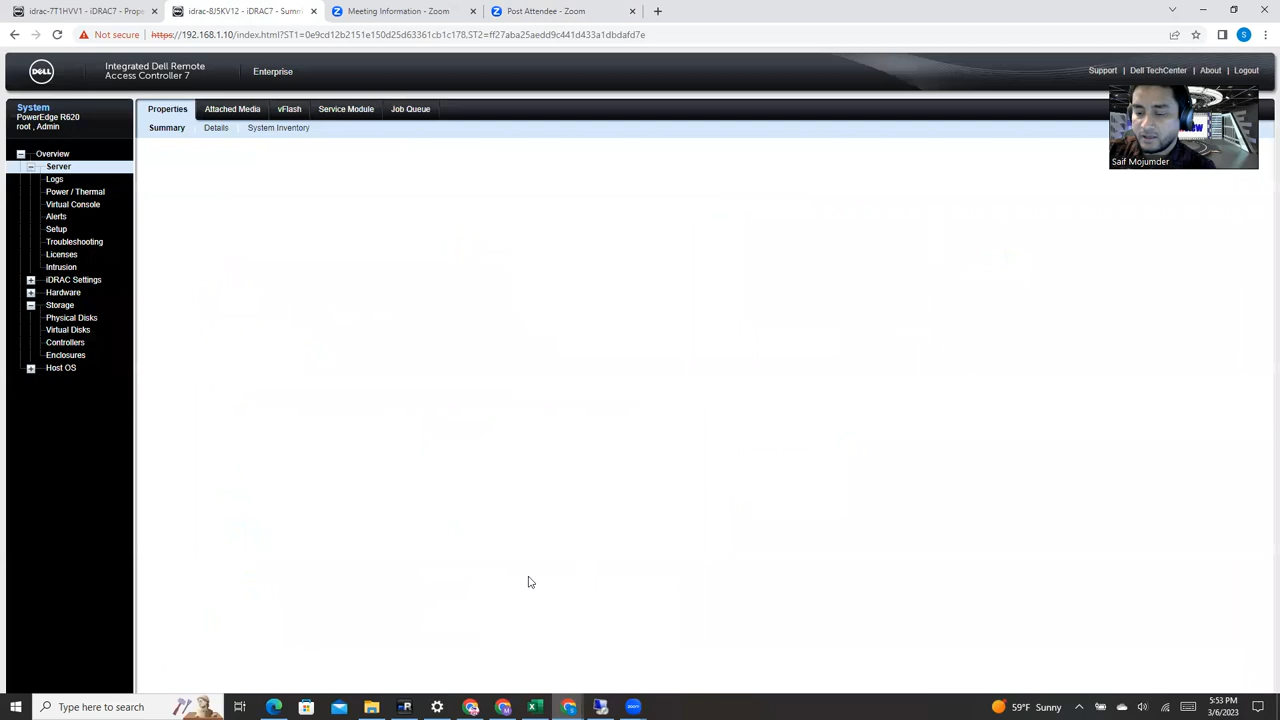 idrac-7T1HVV1 - iDRAC7 - Prope
idrac-8J5KV12 - iDRAC7 - Summ
Meeting Information - Zoom
Post Attendee - Zoom
Not secure
https://192.168.1.10/index.html?ST1=0e9cd12b2151e150d25d63361cb1c178,ST2=ff27aba25aedd9c441d433a1dbdafd7e
S
DELL
Integrated Dell Remote
Access Controller 7
Enterprise
Support | Dell TechCenter | About | Logout
System
PowerEdge R620
root , Admin
Properties
Attached Media
vFlash
Service Module
Job Queue
Summary
Details
System Inventory
Saif Mojumder
Overview
Server
Logs
Power / Thermal
Virtual Console
Alerts
Setup
Troubleshooting
Licenses
Intrusion
iDRAC Settings
Hardware
Storage
Physical Disks
Virtual Disks
Controllers
Enclosures
Host OS
Type here to search
59°F Sunny
5:53 PM
3/6/2023